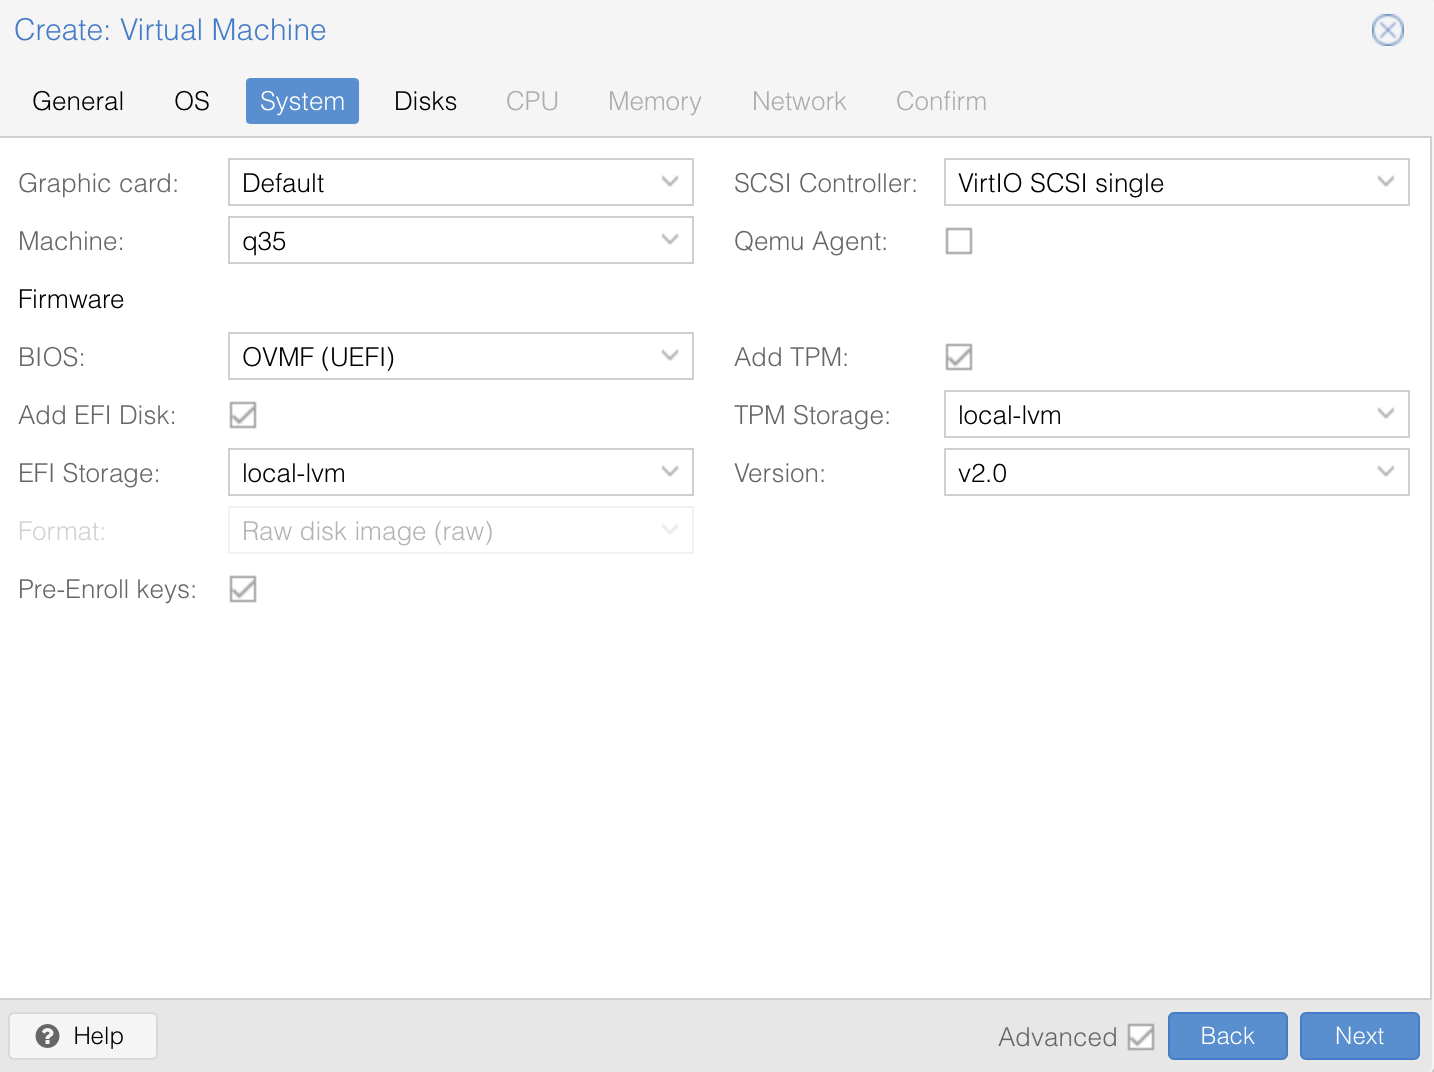 Create: Virtual Machine
General OS System Disks CPU Memory Network Confirm
Graphic card: Default
SCSI Controller: VirtIO SCSI single
Machine: q35
Qemu Agent:
Firmware
BIOS: OVMF (UEFI)
Add TPM:
Add EFI Disk:
TPM Storage: local-lvm
EFI Storage: local-lvm
Version: v2.0
Format: Raw disk image (raw)
Pre-Enroll keys:
Help
Advanced Back Next